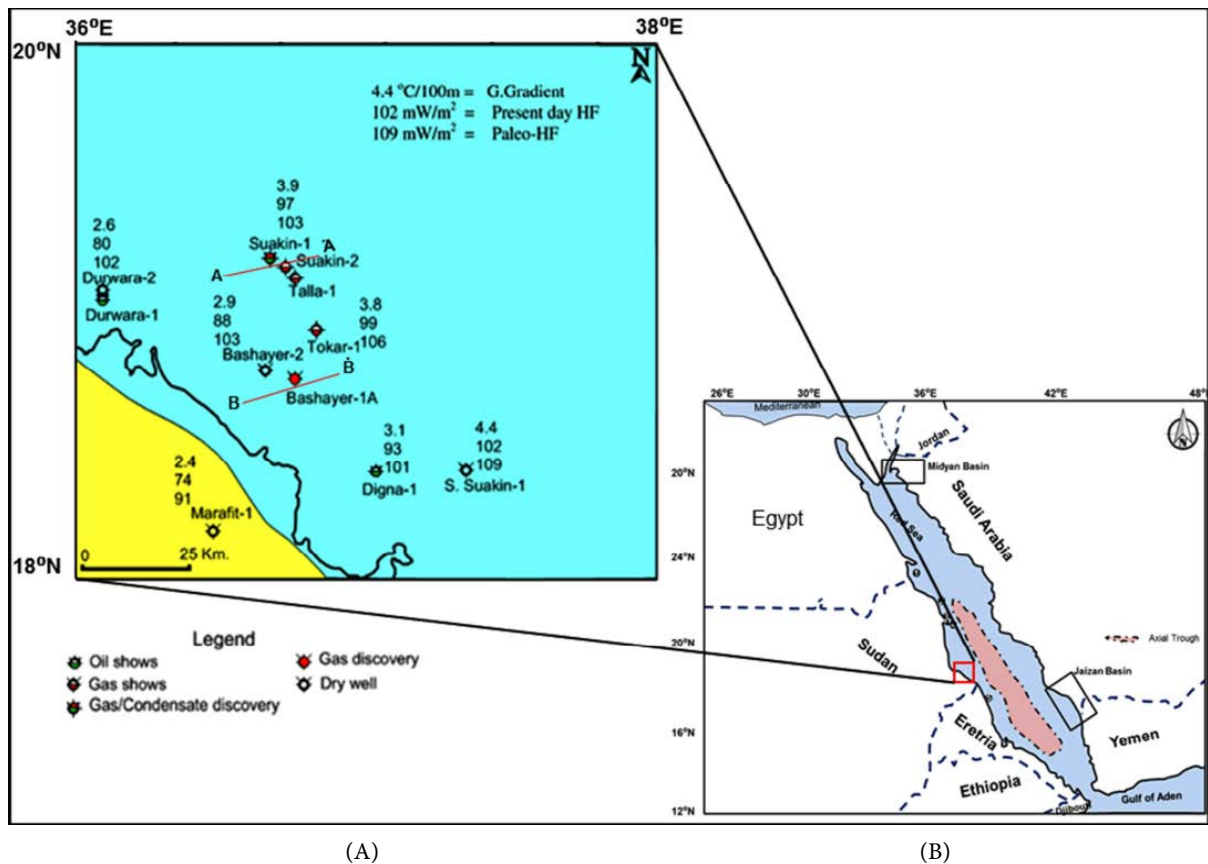 36°E
38°E
20°N
N
4.4 °C/100m = G.Gradient
102 mW/m² = Present day HF
109 mW/m² = Paleo-HF
3.9
97
103
Suakin-1
A
A
Suakin-2
Talla-1
2.6
80
102
Durwara-2
Durwara-1
2.9
88
103
Bashayer-2
3.8
99
106
Tokar-1
B
B
Bashayer-1A
3.1
93
101
Digna-1
4.4
102
109
S. Suakin-1
2.4
74
91
Marafit-1
0 25 Km.
18°N
Legend
Oil shows
Gas shows
Gas/Condensate discovery
Gas discovery
Dry well
26°E 30°E 36°E 42°E 48°E
Mediterranean
Jordan
N
20°N
Midyan Basin
Saudi Arabia
Red Sea
Egypt
24°N
20°N
Axial Trough
Sudan
Jaizan Basin
16°N
Eretria
Yemen
Ethiopia
Djibouti
Gulf of Aden
12°N
(A)
(B)